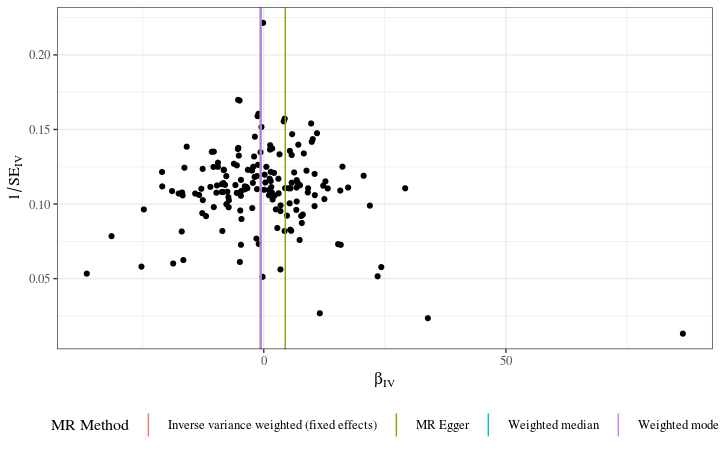 0.20
0.15
0.10
0.05
1/SE_IV
0
50
β_IV
MR Method
Inverse variance weighted (fixed effects)
MR Egger
Weighted median
Weighted mode